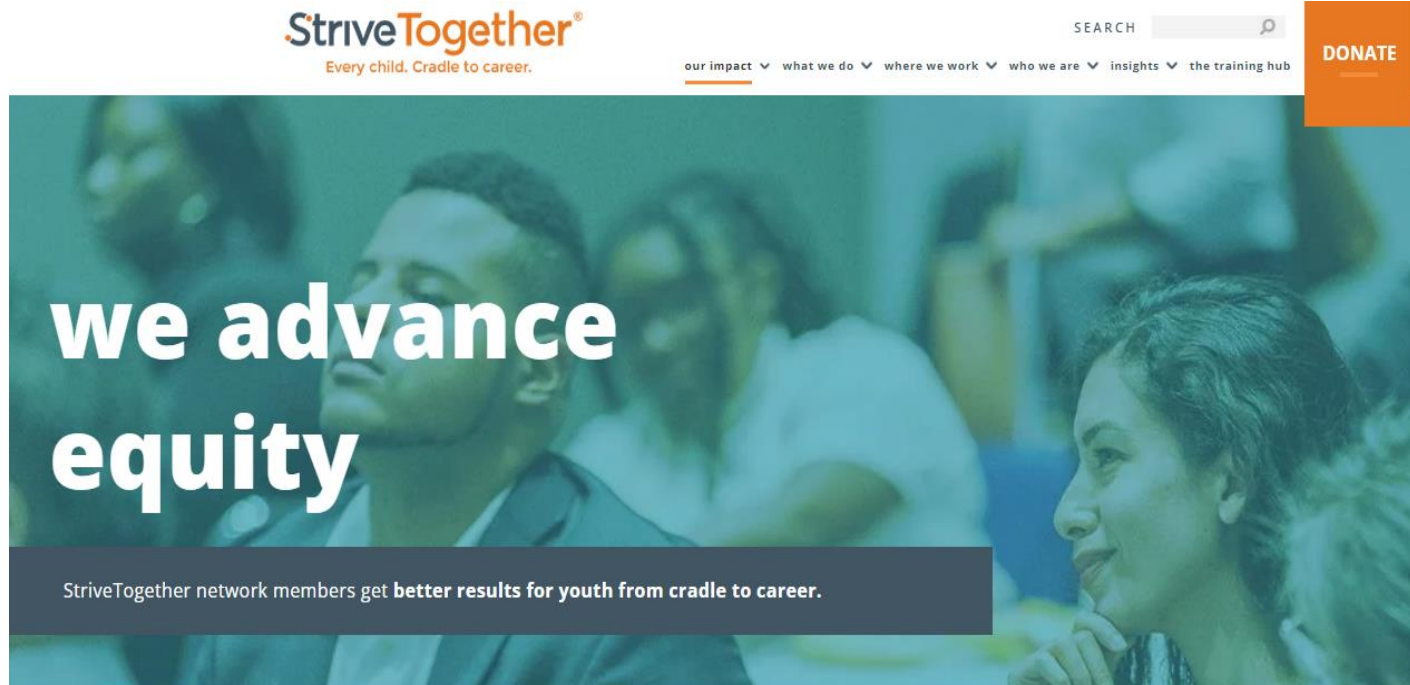 StriveTogether®
Every child. Cradle to career.
SEARCH
DONATE
our impact what we do where we work who we are insights the training hub
we advance
equity
StriveTogether network members get better results for youth from cradle to career.